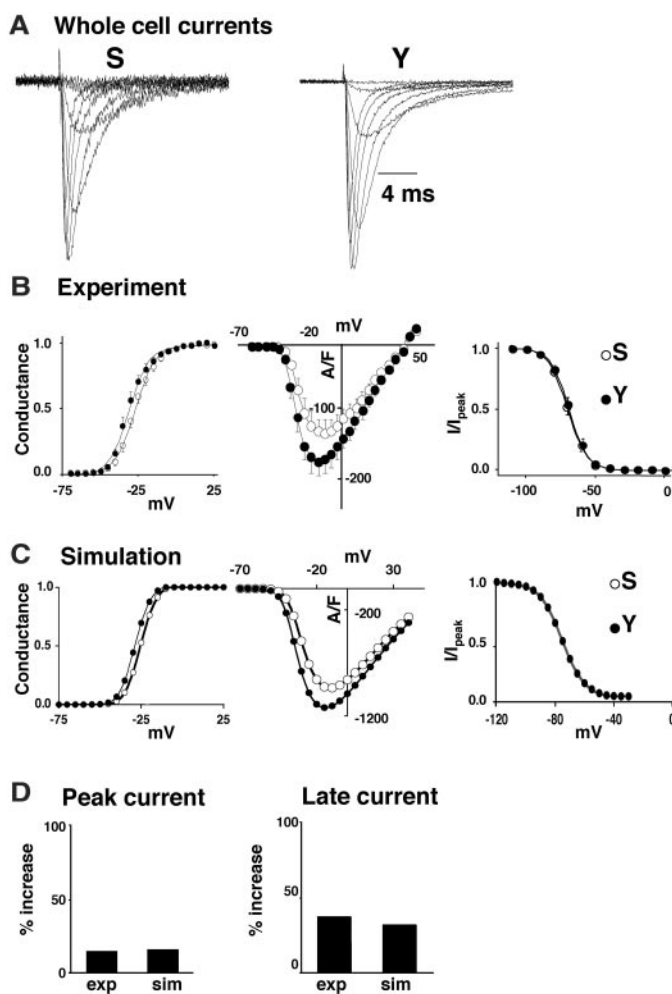 A Whole cell currents
S Y
4 ms
B Experiment
Conductance
1.0
0.5
0.0
-75 -25 25
mV
mV
-70 -20 50
A/F
-100
-200
I/Ipeak
1.0
0.5
0.0
-100 -50 0
mV
S
Y
C Simulation
Conductance
1.0
0.5
0.0
-75 -25 25
mV
mV
-70 -20 30
A/F
-200
-1200
I/Ipeak
1.0
0.5
0.0
-120 -80 -40 0
mV
S
Y
D Peak current Late current
% increase
100
50
0
exp sim
% increase
100
50
0
exp sim